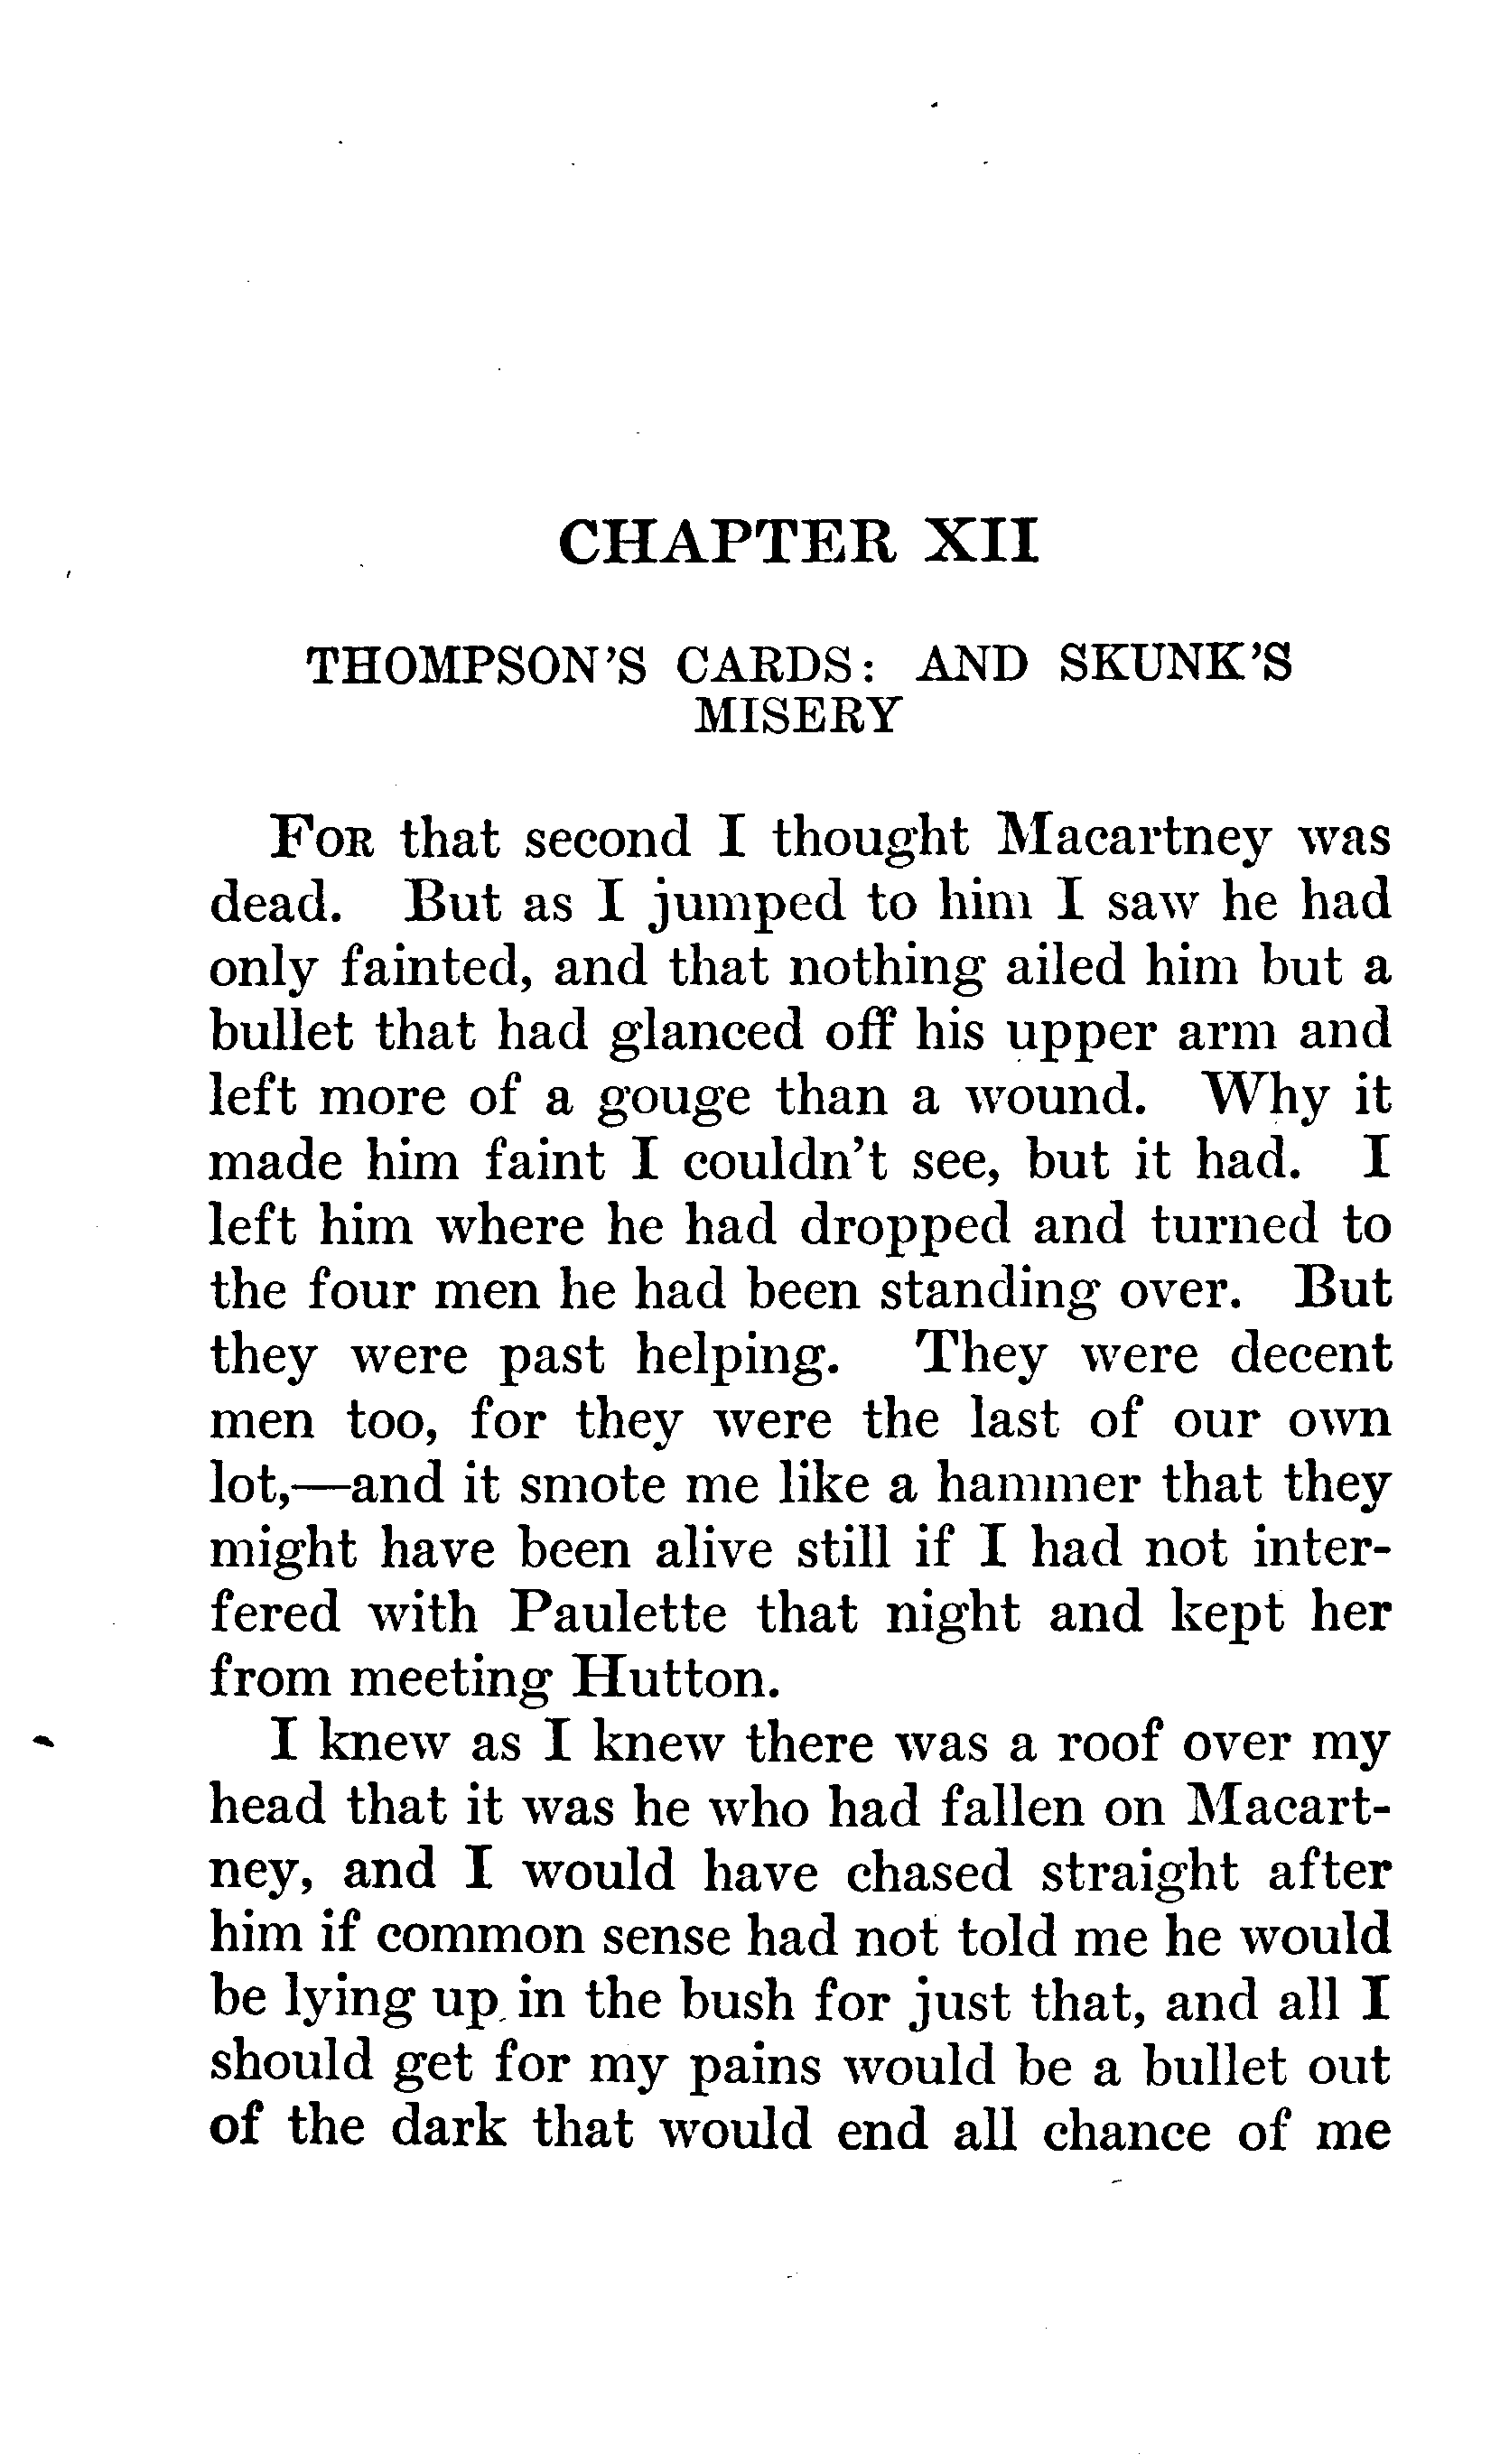 CHAPTER XII
THOMPSON'S CARDS: AND SKUNK'S
MISERY
FOR that second I thought Macartney was
dead. But as I jumped to him I saw he had
only fainted, and that nothing ailed him but a
bullet that had glanced off his upper arm and
left more of a gouge than a wound. Why it
made him faint I couldn't see, but it had. I
left him where he had dropped and turned to
the four men he had been standing over. But
they were past helping. They were decent
men too, for they were the last of our own
lot,—and it smote me like a hammer that they
might have been alive still if I had not inter-
fered with Paulette that night and kept her
from meeting Hutton.
I knew as I knew there was a roof over my
head that it was he who had fallen on Macart-
ney, and I would have chased straight after
him if common sense had not told me he would
be lying up in the bush for just that, and all I
should get for my pains would be a bullet out
of the dark that would end all chance of me